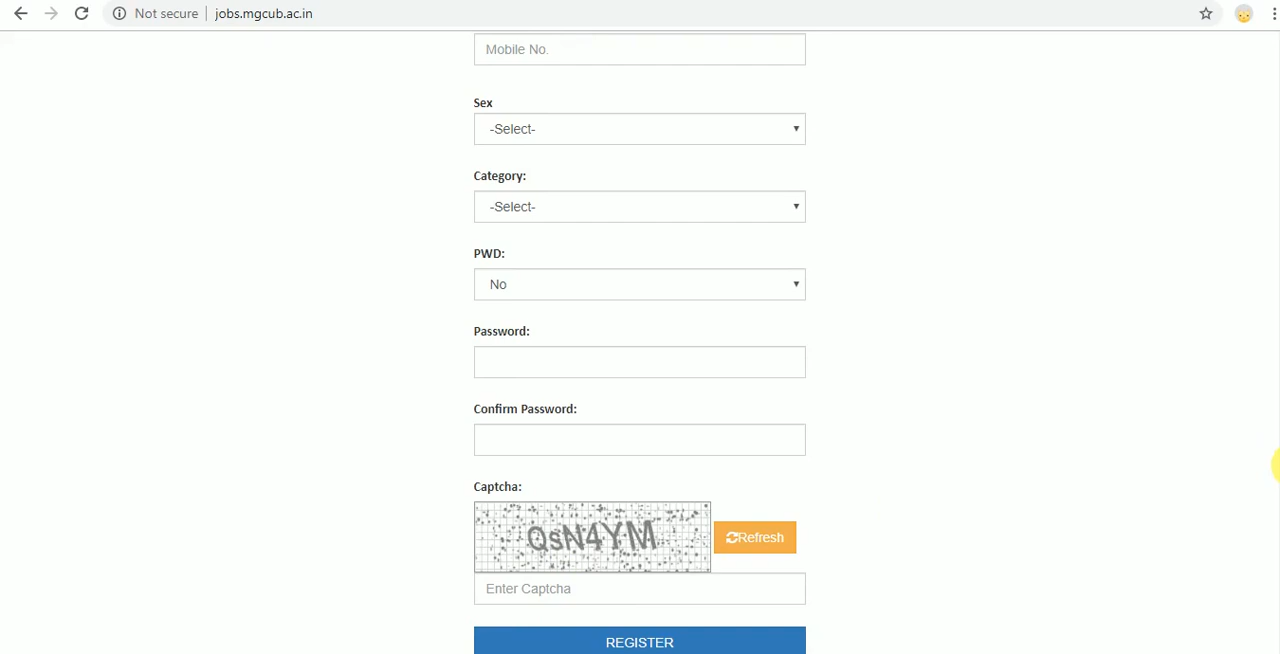 Not secure jobs.mgcub.ac.in
Mobile No.
Sex
-Select-
Category:
-Select-
PWD:
No
Password:
Confirm Password:
Captcha:
QsN4YM
Refresh
Enter Captcha
REGISTER